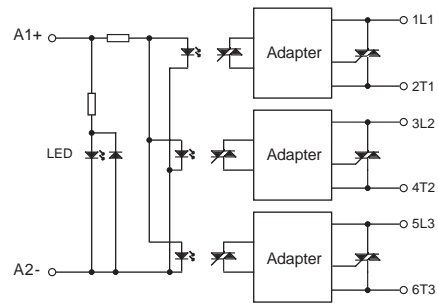 A1+
1L1
Adapter
2T1
3L2
LED
Adapter
4T2
5L3
A2-
Adapter
6T3